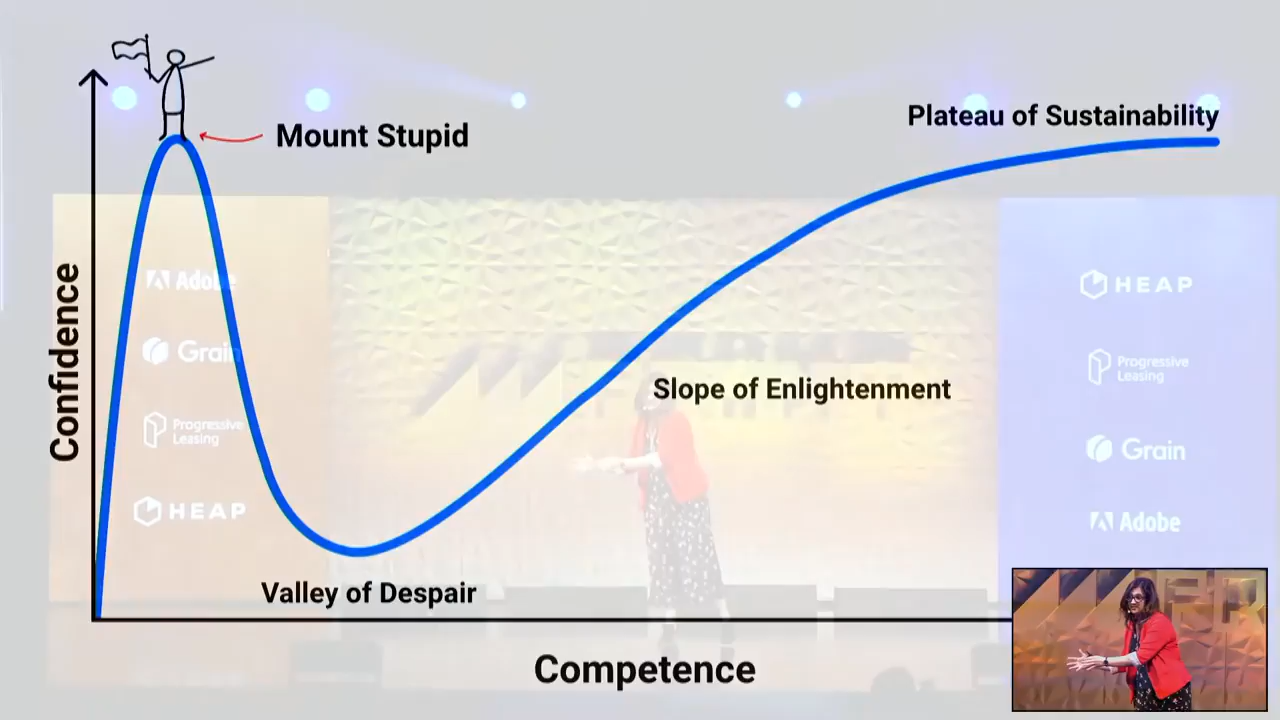 Mount Stupid
Plateau of Sustainability
Confidence
Adobe
Grain
Progressive
Leasing
HEAP
HEAP
Progressive
Leasing
Grain
Adobe
Slope of Enlightenment
Valley of Despair
Competence